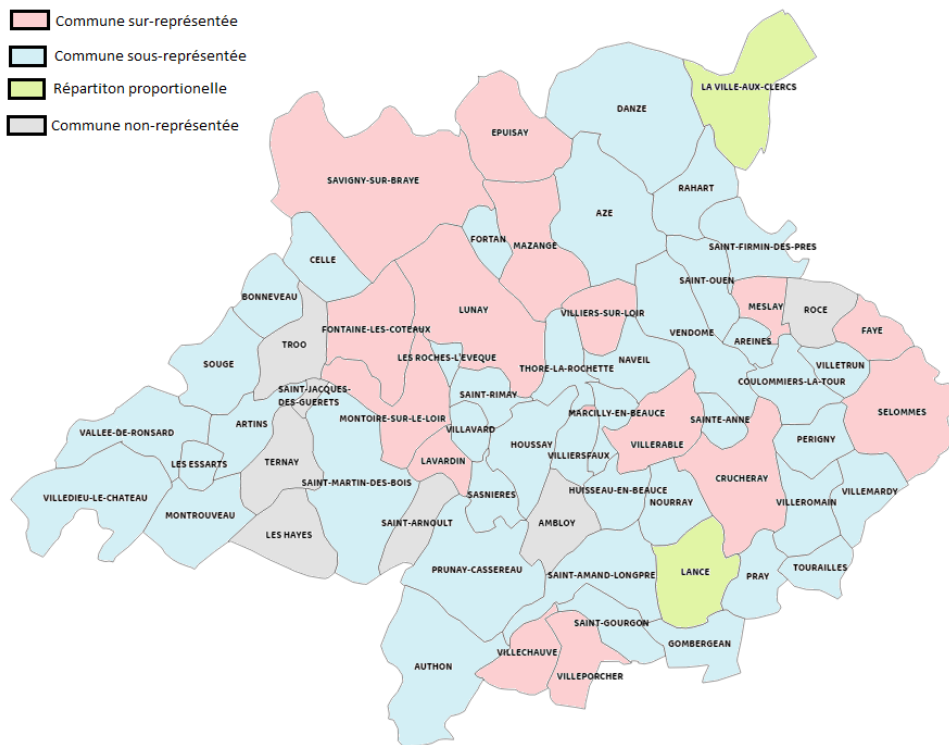 Commune sur-représentée
Commune sous-représentée
Répartiton proportionelle
Commune non-représentée
LA VILLE-AUX-CLERCS
DANZE
EPUISAY
SAVIGNY-SUR-BRAYE
RAHART
AZE
FORTAN
MAZANGE
SAINT-FIRMIN-DES-PRES
CELLE
SAINT-OUEN
BONNEVEAU
MESLAY
ROCE
LUNAY
VILLIERS-SUR-LOIR
FONTAINE-LES-COTEAUX
VENDOME
FAYE
TROO
AREINES
LES ROCHES-L'EVEQUE
NAVEIL
SOUGE
THORE-LA-ROCHETTE
VILLETRUN
COULOMMIERS-LA-TOUR
SAINT-JACQUES-
DES-GUERETS
SAINT-RIMAY
MONTOIRE-SUR-LE-LOIR
MARCILLY-EN-BEAUCE
SELOMMES
SAINTE-ANNE
ARTINS
VALLEE-DE-RONSARD
VILLAVARD
HOUSSAY
VILLERABLE
PERIGNY
VILLIERSFAUX
LES ESSARTS
TERNAY
LAVARDIN
CRUCHERAY
SAINT-MARTIN-DES-BOIS
HUISSEAU-EN-BEAUCE
VILLEMARDY
VILLEDIEU-LE-CHATEAU
SASNIERES
NOURRAY
VILLEROMAIN
MONTROUVEAU
SAINT-ARNOULT
AMBLOY
LES HAYES
PRUNAY-CASSEREAU
SAINT-AMAND-LONGPRE
LANCE
PRAY
TOURAILLES
SAINT-GOURGON
GOMBERGEAN
VILLECHAUVE
AUTHON
VILLEPORCHER